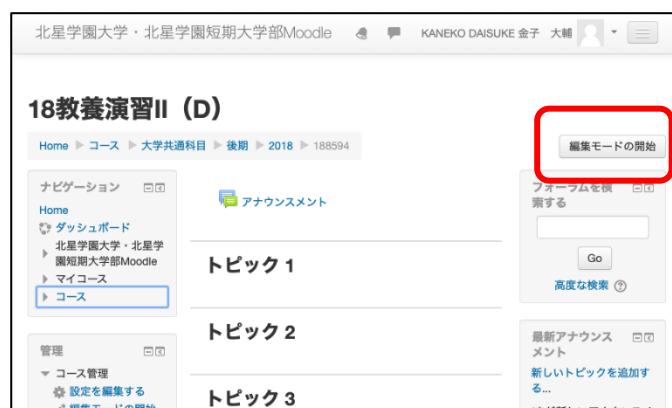 北星学園大学・北星学園短期大学部Moodle
KANEKO DAISUKE 金子 大輔
18教養演習II（D）
Home ▶ コース ▶ 大学共通科目 ▶ 後期 ▶ 2018 ▶ 188594
編集モードの開始
ナビゲーション
Home
ダッシュボード
北星学園大学・北星学
園短期大学部Moodle
マイコース
コース
管理
コース管理
設定を編集する
編集モードの開始
アナウンスメント
トピック 1
トピック 2
トピック 3
フォーラムを検
索する
Go
高度な検索
最新アナウンス
メント
新しいトピックを追加す
る...